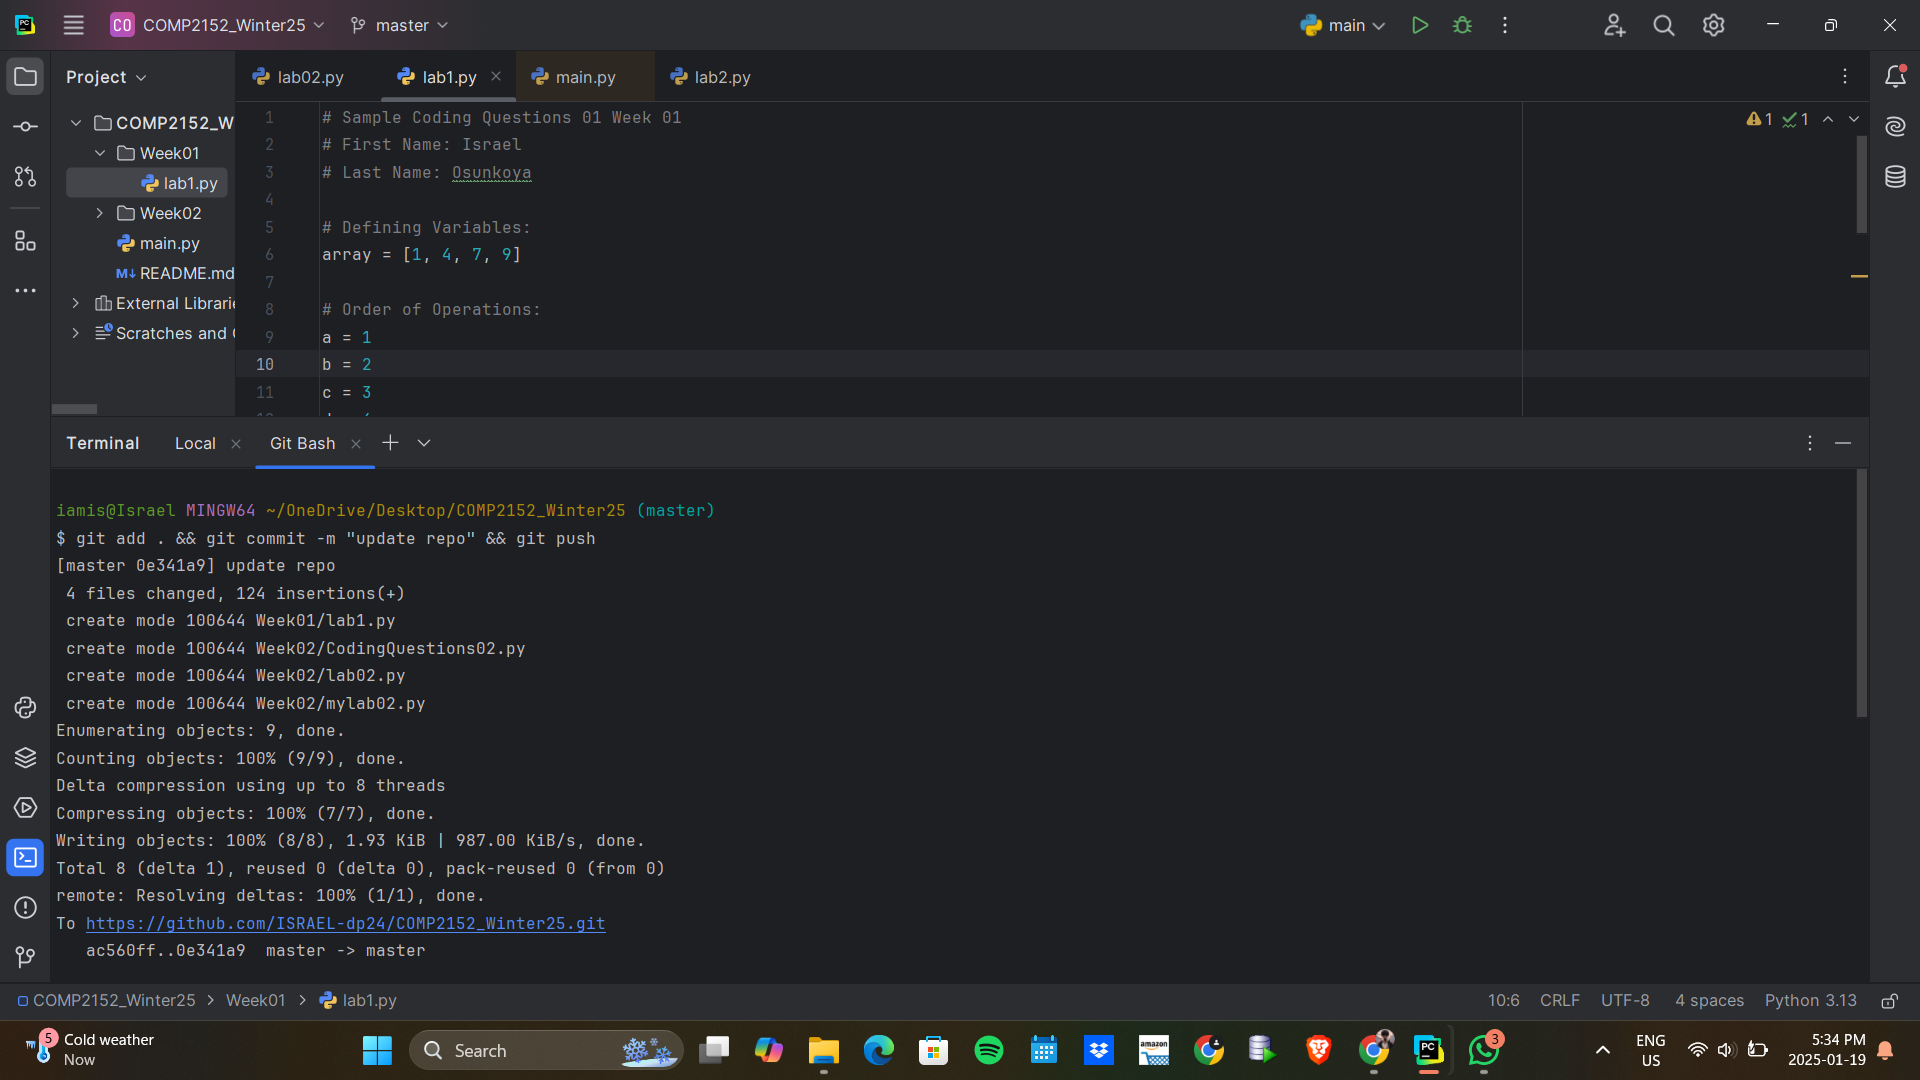 CO COMP2152_Winter25 master main
Project
lab02.py lab1.py main.py lab2.py
COMP2152_W
Week01
lab1.py
Week02
main.py
README.md
External Librarie
Scratches and
1 # Sample Coding Questions 01 Week 01
2 # First Name: Israel
3 # Last Name: Osunkoya
4
5 # Defining Variables:
6 array = [1, 4, 7, 9]
7
8 # Order of Operations:
9 a = 1
10 b = 2
11 c = 3
1 1
Terminal Local Git Bash
iamis@Israel MINGW64 ~/OneDrive/Desktop/COMP2152_Winter25 (master)
$ git add . && git commit -m "update repo" && git push
[master 0e341a9] update repo
4 files changed, 124 insertions(+)
create mode 100644 Week01/lab1.py
create mode 100644 Week02/CodingQuestions02.py
create mode 100644 Week02/lab02.py
create mode 100644 Week02/mylab02.py
Enumerating objects: 9, done.
Counting objects: 100% (9/9), done.
Delta compression using up to 8 threads
Compressing objects: 100% (7/7), done.
Writing objects: 100% (8/8), 1.93 KiB | 987.00 KiB/s, done.
Total 8 (delta 1), reused 0 (delta 0), pack-reused 0 (from 0)
remote: Resolving deltas: 100% (1/1), done.
To https://github.com/ISRAEL-dp24/COMP2152_Winter25.git
ac560ff..0e341a9 master -> master
COMP2152_Winter25 > Week01 > lab1.py
10:6 CRLF UTF-8 4 spaces Python 3.13
5 Cold weather
Now
Search
amazon
PC
3
ENG
US
5:34 PM
2025-01-19